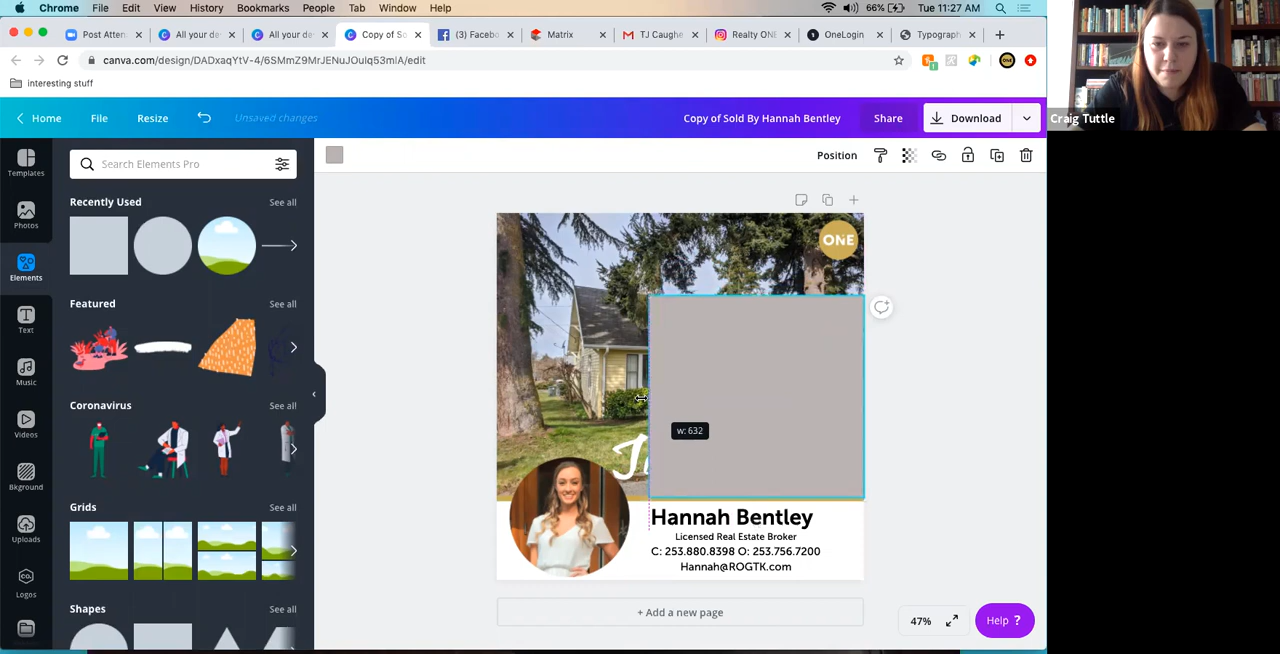 Chrome File Edit View History Bookmarks People Tab Window Help 66% Tue 11:27 AM
Post Atten All your de All your de Copy of So (3) Facebo Matrix TJ Caughe Realty ONE OneLogin Typograph
canva.com/design/DADxaqYtV-4/6SMmZ9MrJENuJOulq53mlA/edit
interesting stuff
Home File Resize Unsaved changes Copy of Sold By Hannah Bentley Share Download
Craig Tuttle
Templates
Photos
Elements
Text
Music
Videos
Bkground
Uploads
co.
Logos
Search Elements Pro
Recently Used See all
Featured See all
Coronavirus See all
Grids See all
Shapes See all
Position
ONE
w: 632
Hannah Bentley
Licensed Real Estate Broker
C: 253.880.8398 O: 253.756.7200
Hannah@ROGTK.com
+ Add a new page
47%
Help ?